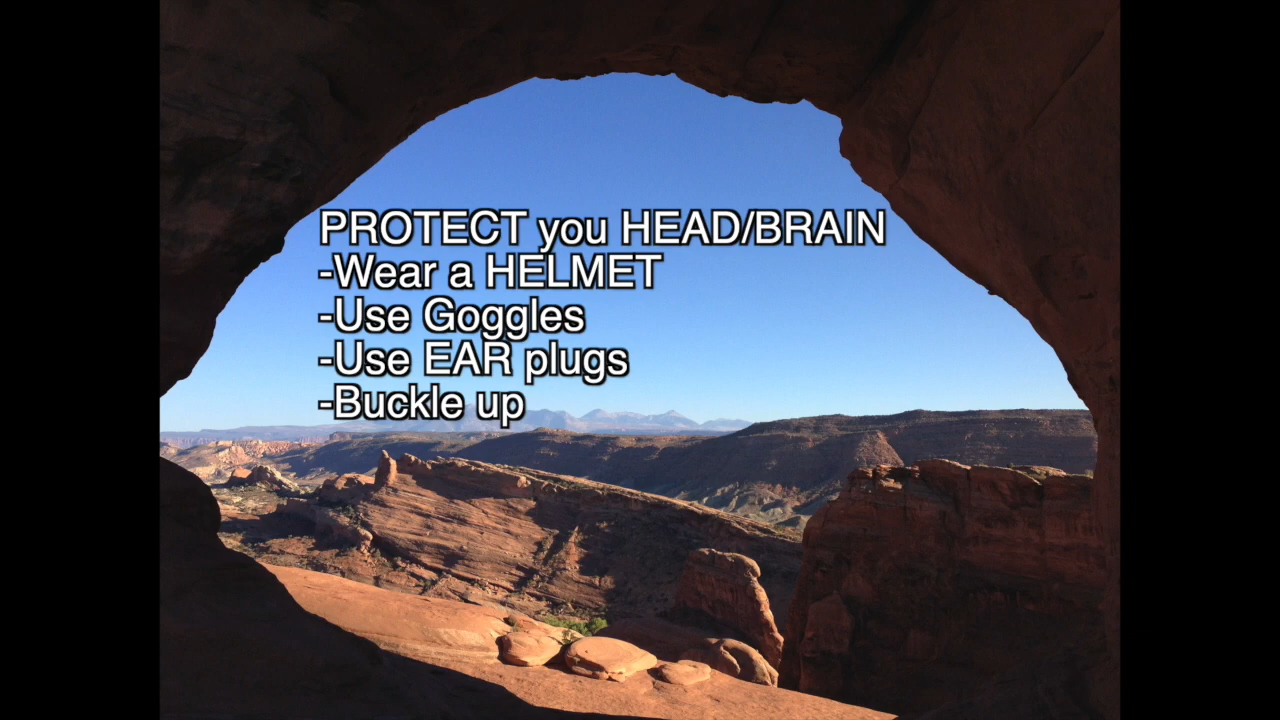 PROTECT you HEAD/BRAIN
-Wear a HELMET
-Use Goggles
-Use EAR plugs
-Buckle up